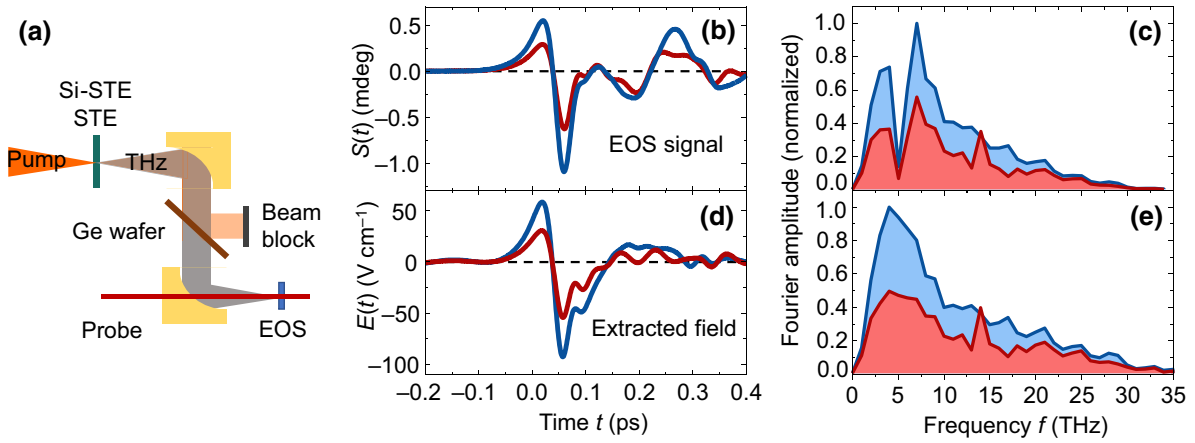 (a)
Si-STE
STE
Pump
THz
Ge wafer
Beam
block
Probe
EOS
S(t) (mdeg)
0.5
0.0
−0.5
−1.0
(b)
EOS signal
E(t) (V cm−1)
50
0
−50
−100
(d)
Extracted field
−0.2
−0.1
0.0
0.1
0.2
0.3
0.4
Time t (ps)
Fourier amplitude (normalized)
1.0
0.8
0.6
0.4
0.2
0.0
(c)
1.0
0.8
0.6
0.4
0.2
0.0
(e)
0
5
10
15
20
25
30
35
Frequency f (THz)